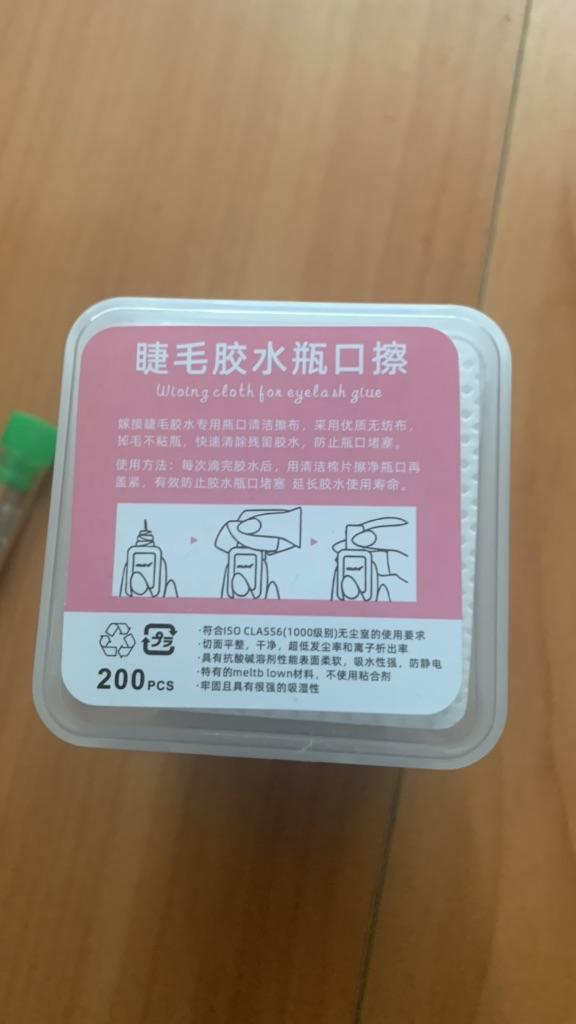 睫毛胶水瓶口擦
Wioing cloth for eyelash giue
嫁接睫毛胶水专用瓶口清洁擦布，采用优质无纺布，
掉毛不粘瓶，快速清除残留胶水，防止瓶口堵塞。
使用方法：每次滴完胶水后，用清洁棉片擦净瓶口再
盖紧，有效防止胶水瓶口堵塞 延长胶水使用寿命。
·符合ISO CLASS6(1000级别)无尘室的使用要求
·切面平整，干净，超低发尘率和离子析出率
·具有抗酸碱溶剂性能表面柔软，吸水性强，防静电
·特有的meltb lown材料，不使用粘合剂
·牢固且具有很强的吸湿性
プラ
200PCS